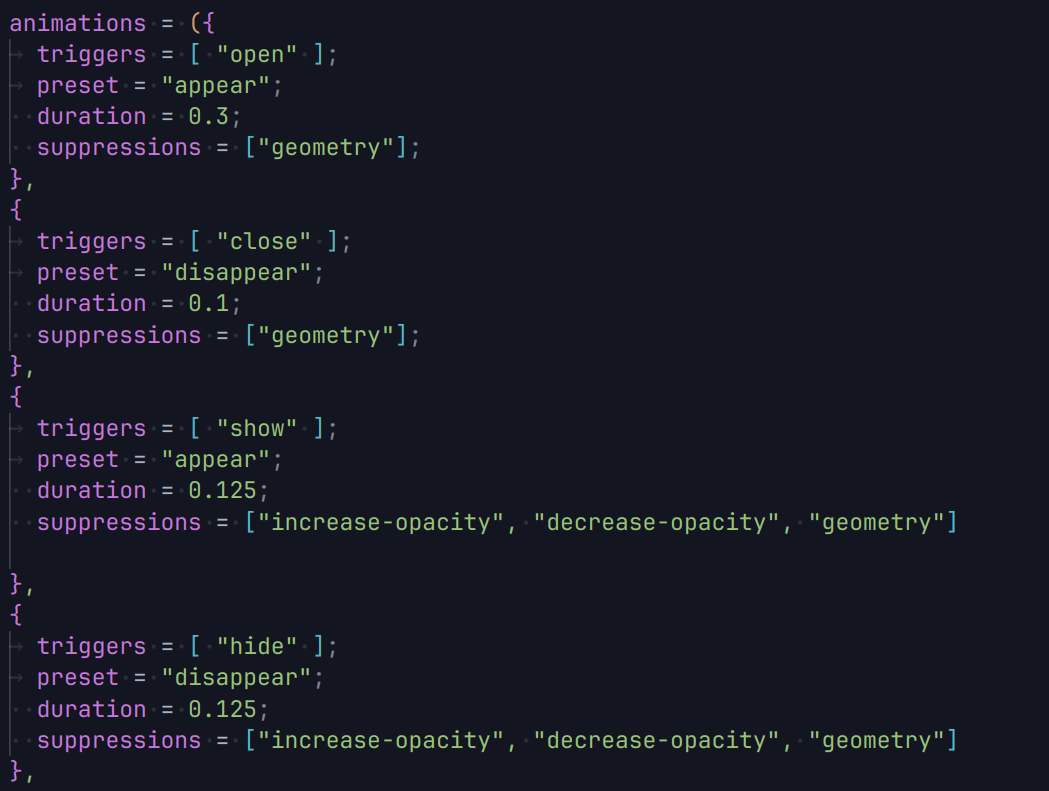 animations = ({
triggers = [ "open" ];
preset = "appear";
duration = 0.3;
suppressions = ["geometry"];
},
{
triggers = [ "close" ];
preset = "disappear";
duration = 0.1;
suppressions = ["geometry"];
},
{
triggers = [ "show" ];
preset = "appear";
duration = 0.125;
suppressions = ["increase-opacity", "decrease-opacity", "geometry"]
},
{
triggers = [ "hide" ];
preset = "disappear";
duration = 0.125;
suppressions = ["increase-opacity", "decrease-opacity", "geometry"]
},